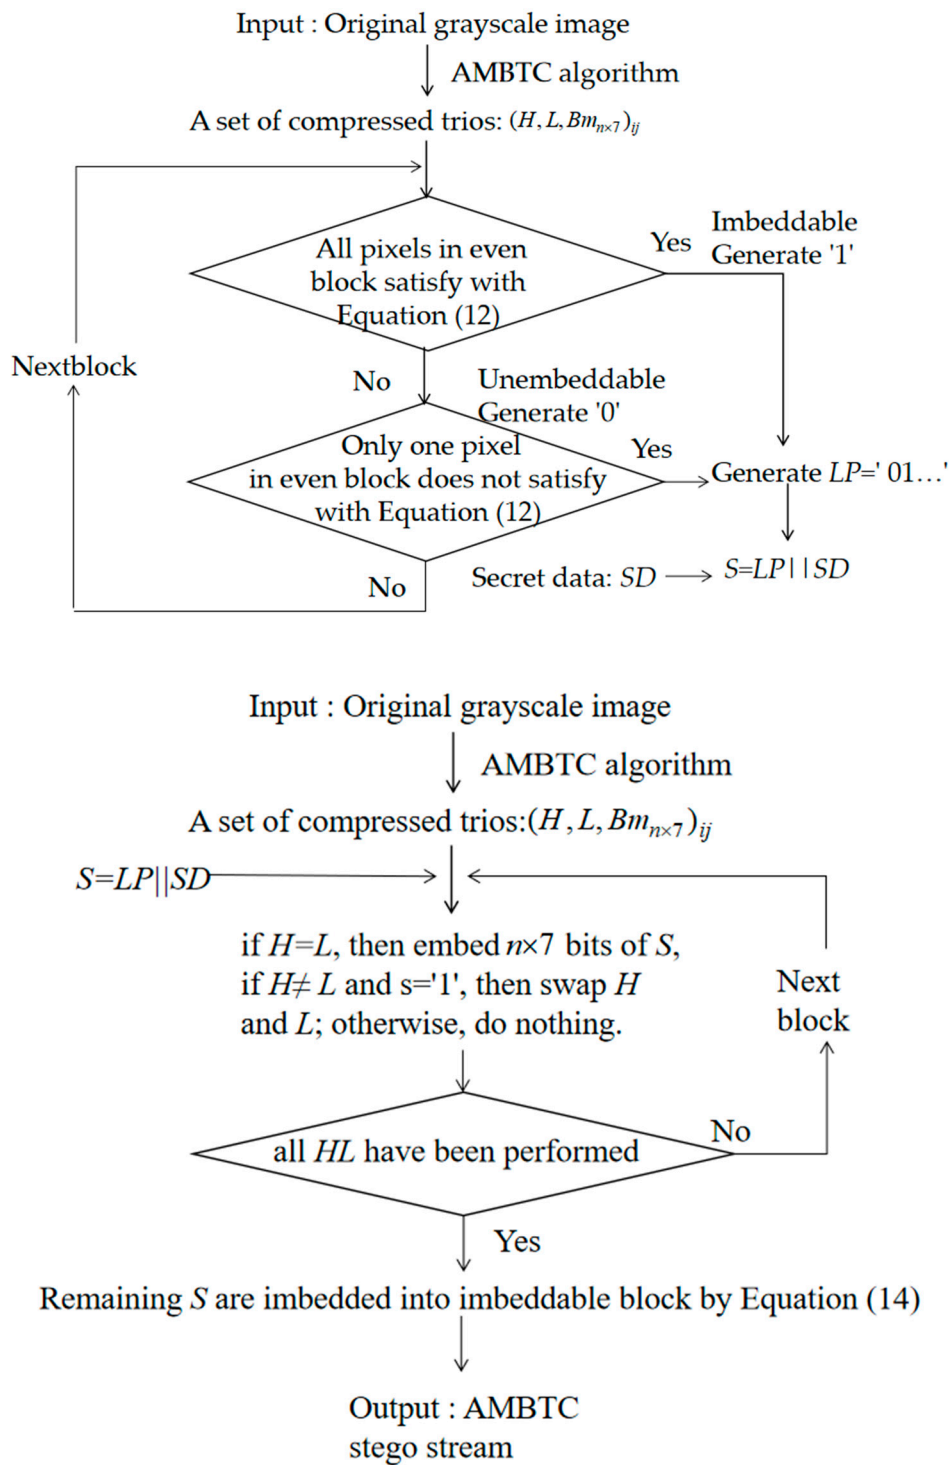 Input : Original grayscale image
AMBTC algorithm
A set of compressed trios: (H, L, Bm_{n×7})_{ij}
All pixels in even
block satisfy with
Equation (12)
Yes
Imbeddable
Generate '1'
Nextblock
No
Unembeddable
Generate '0'
Only one pixel
in even block does not satisfy
with Equation (12)
Yes
Generate LP=' 01...'
No
Secret data: SD
S=LP||SD
Input : Original grayscale image
AMBTC algorithm
A set of compressed trios:(H, L, Bm_{n×7})_{ij}
S=LP||SD
if H=L, then embed n×7 bits of S,
if H≠ L and s='1', then swap H
and L; otherwise, do nothing.
Next
block
all HL have been performed
No
Yes
Remaining S are imbedded into imbeddable block by Equation (14)
Output : AMBTC
stego stream